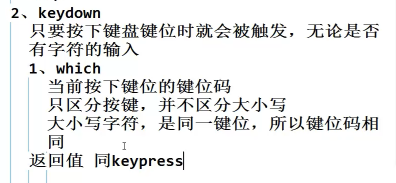 2、keydown
只要按下键盘键位时就会被触发，无论是否
有字符的输入
1、which
当前按下键位的键位码
只区分按键，并不区分大小写
大小写字符，是同一键位，所以键位码相
同
返回值 同keypress